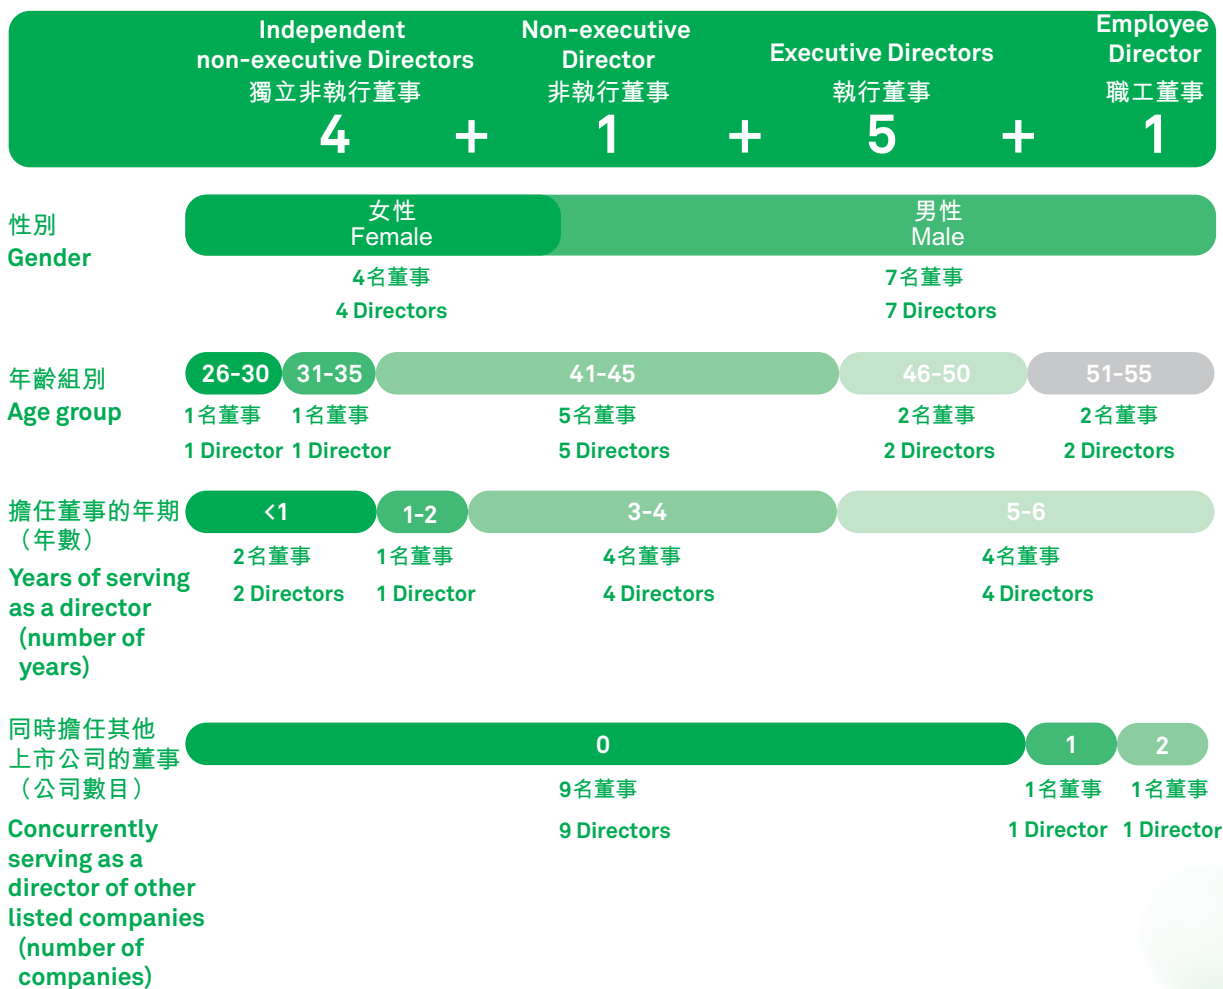 Independent
non-executive Directors
獨立非執行董事
4
+
Non-executive
Director
非執行董事
1
+
Executive Directors
執行董事
5
+
Employee
Director
職工董事
1
性別
Gender
女性
Female
男性
Male
4名董事
4 Directors
7名董事
7 Directors
年齡組別
Age group
26-30
31-35
41-45
46-50
51-55
1名董事
1 Director
1名董事
1 Director
5名董事
5 Directors
2名董事
2 Directors
2名董事
2 Directors
擔任董事的年期
（年數）
Years of serving
as a director
(number of
years)
<1
1-2
3-4
5-6
2名董事
2 Directors
1名董事
1 Director
4名董事
4 Directors
4名董事
4 Directors
同時擔任其他
上市公司的董事
（公司數目）
Concurrently
serving as a
director of other
listed companies
(number of
companies)
0
1
2
9名董事
9 Directors
1名董事
1 Director
1名董事
1 Director